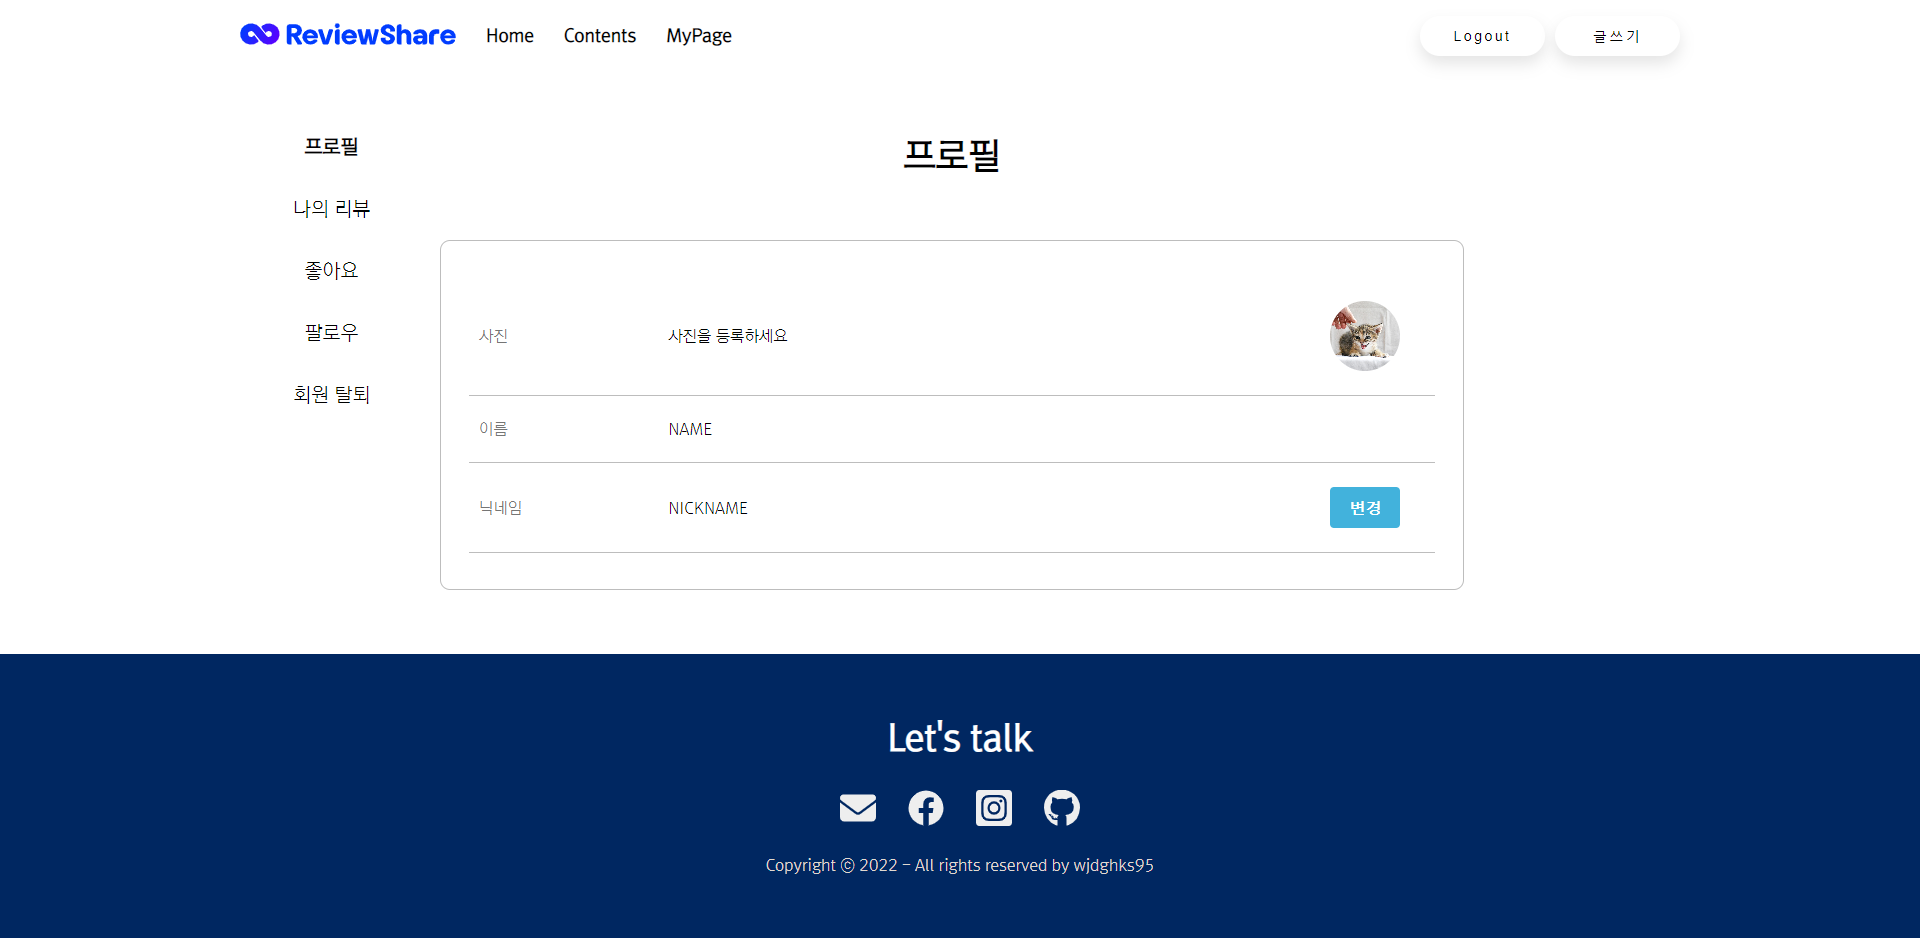 ReviewShare Home Contents MyPage Logout 글쓰기
프로필
나의 리뷰
좋아요
팔로우
회원 탈퇴
프로필
사진 사진을 등록하세요
이름 NAME
닉네임 NICKNAME 변경
Let's talk
Copyright ⓒ 2022 - All rights reserved by wjdghks95